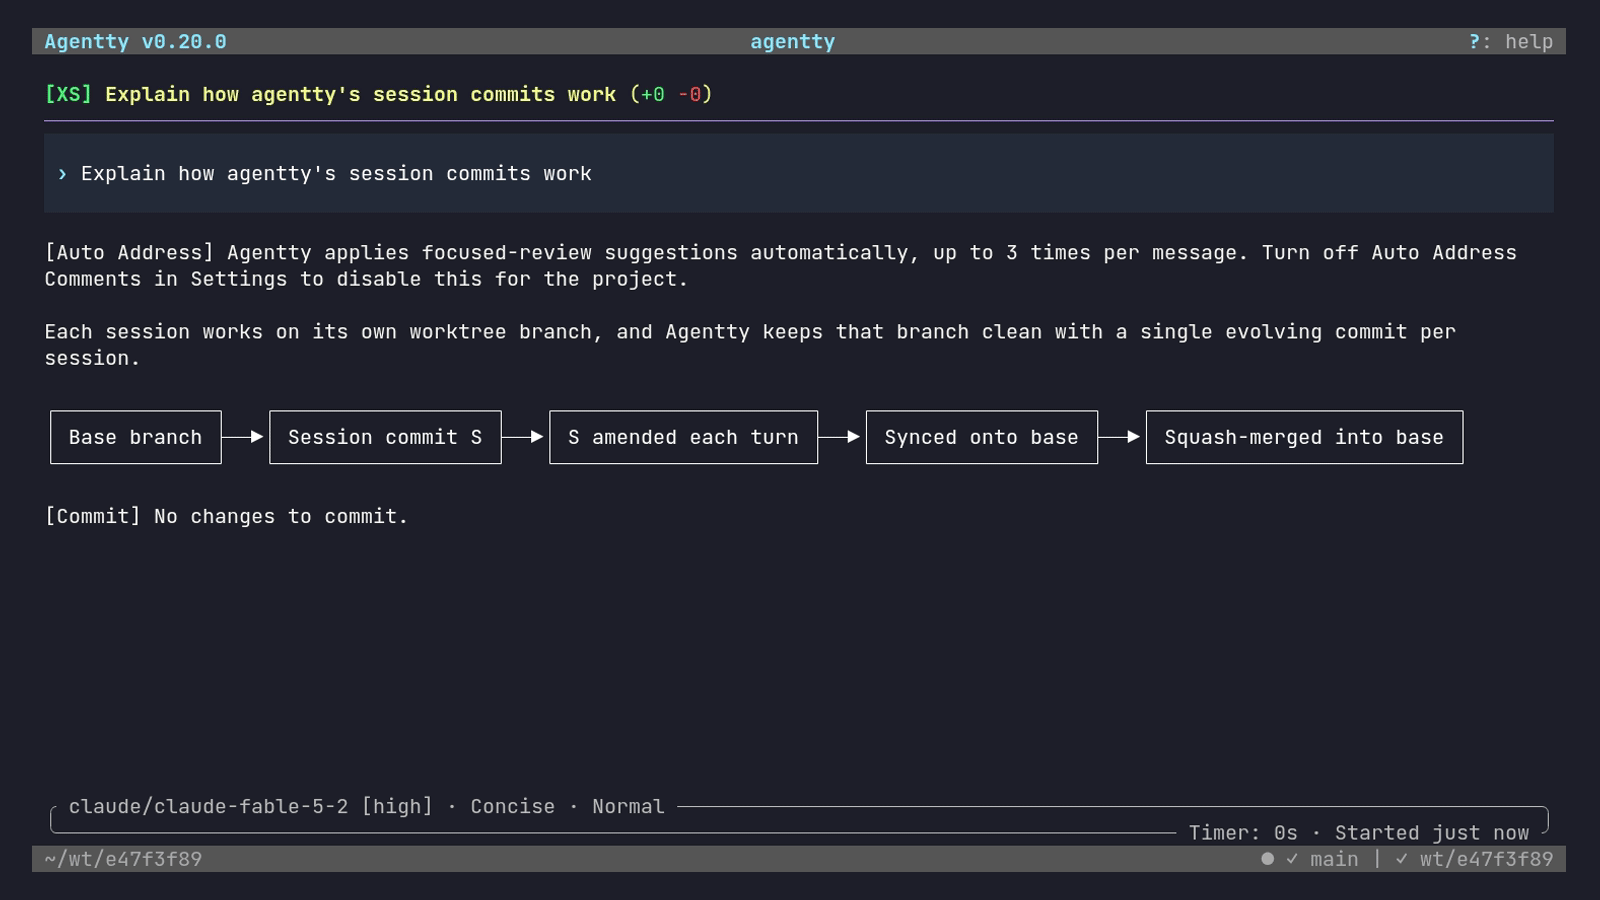 Agentty v0.20.0 agentty ?: help
[XS] Explain how agentty's session commits work (+0 -0)
› Explain how agentty's session commits work
[Auto Address] Agentty applies focused-review suggestions automatically, up to 3 times per message. Turn off Auto Address
Comments in Settings to disable this for the project.
Each session works on its own worktree branch, and Agentty keeps that branch clean with a single evolving commit per
session.
Base branch Session commit S S amended each turn Synced onto base Squash-merged into base
[Commit] No changes to commit.
claude/claude-fable-5-2 [high] · Concise · Normal
Timer: 0s · Started just now
~/wt/e47f3f89 ● ✓ main | ✓ wt/e47f3f89